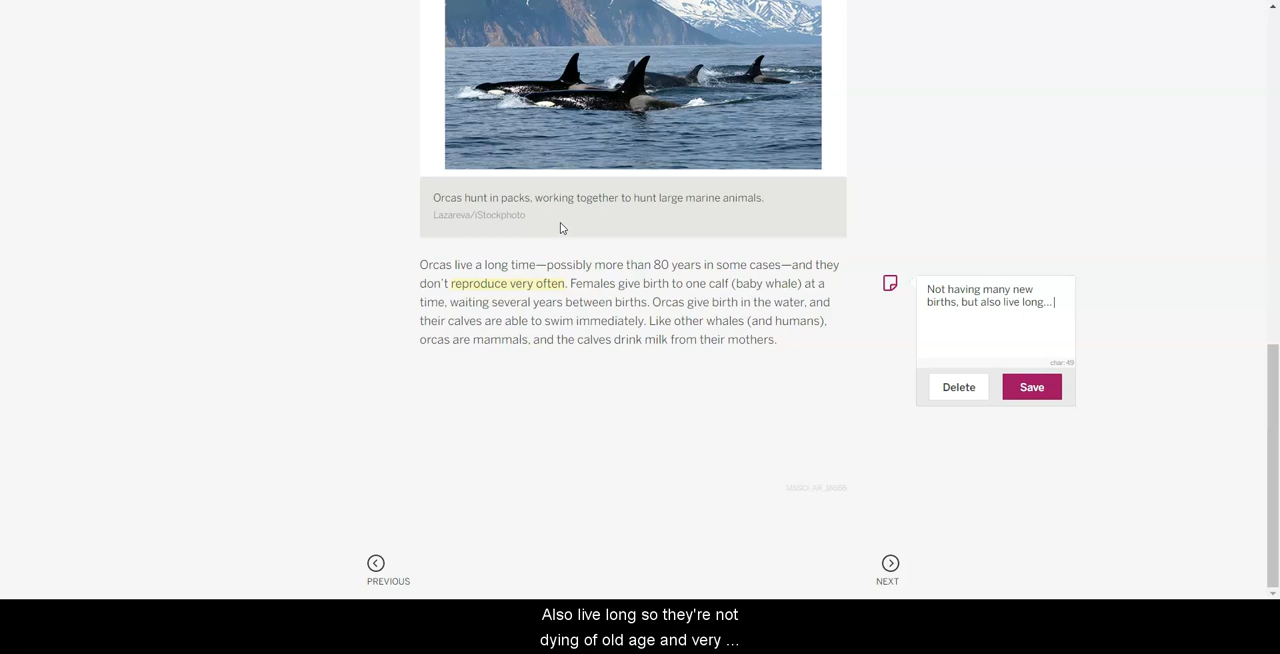 Orcas hunt in packs, working together to hunt large marine animals.
Lazareva/iStockphoto
Orcas live a long time—possibly more than 80 years in some cases—and they
don't reproduce very often. Females give birth to one calf (baby whale) at a
time, waiting several years between births. Orcas give birth in the water, and
their calves are able to swim immediately. Like other whales (and humans),
orcas are mammals, and the calves drink milk from their mothers.
Not having many new
births, but also live long...
char: 49
Delete
Save
PREVIOUS
NEXT
Also live long so they're not
dying of old age and very ...